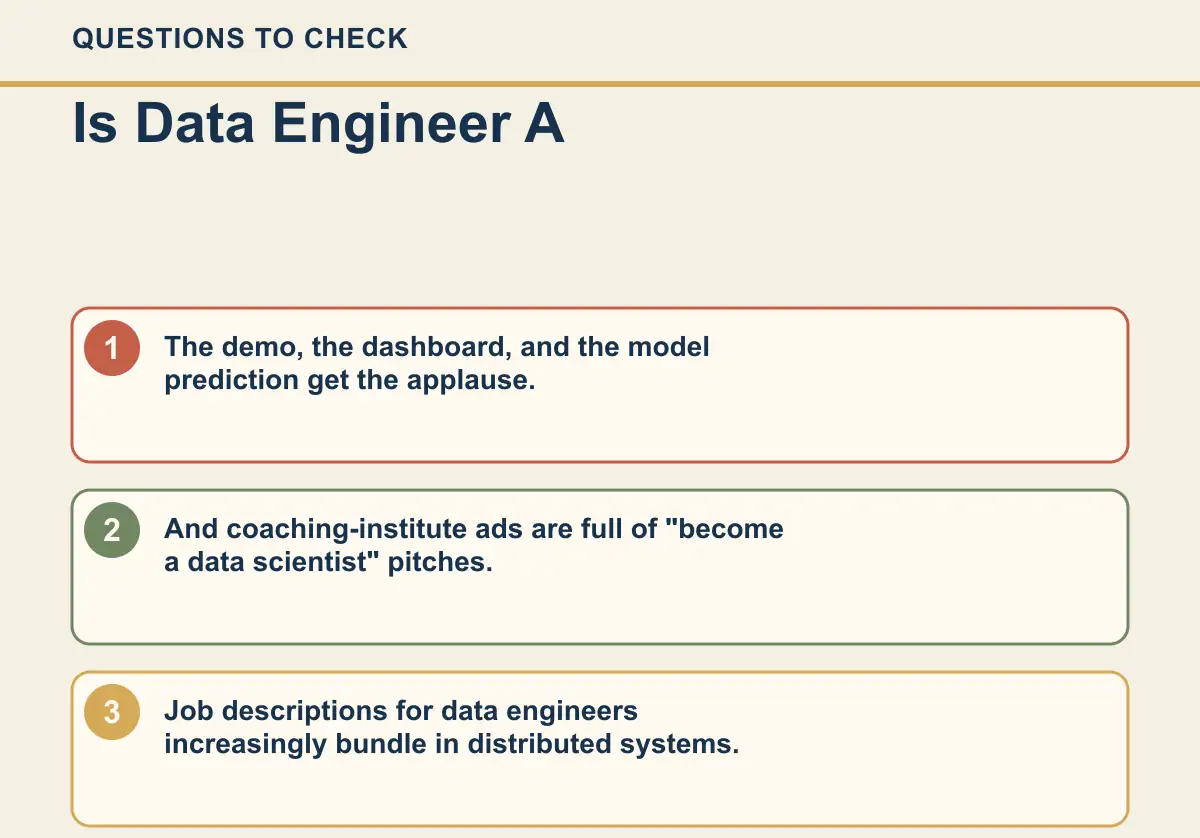 QUESTIONS TO CHECK
Is Data Engineer A
1
The demo, the dashboard, and the model
prediction get the applause.
2
And coaching-institute ads are full of "become
a data scientist" pitches.
3
Job descriptions for data engineers
increasingly bundle in distributed systems.